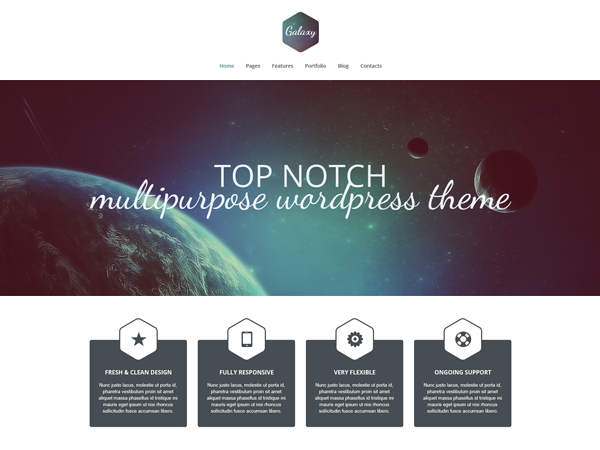 Galaxy
Home Pages Features Portfolio Blog Contacts
TOP NOTCH
multipurpose wordpress theme
FRESH & CLEAN DESIGN
Nunc justo lacus, molestie ut porta id,
pharetra vestibulum proin sit amet
aliquet massa phasellus id tristique mi
mauris eget ipsum ut nisi rhoncus
sollicitudin fusce accumsan libero.
FULLY RESPONSIVE
Nunc justo lacus, molestie ut porta id,
pharetra vestibulum proin sit amet
aliquet massa phasellus id tristique mi
mauris eget ipsum ut nisi rhoncus
sollicitudin fusce accumsan libero.
VERY FLEXIBLE
Nunc justo lacus, molestie ut porta id,
pharetra vestibulum proin sit amet
aliquet massa phasellus id tristique mi
mauris eget ipsum ut nisi rhoncus
sollicitudin fusce accumsan libero.
ONGOING SUPPORT
Nunc justo lacus, molestie ut porta id,
pharetra vestibulum proin sit amet
aliquet massa phasellus id tristique mi
mauris eget ipsum ut nisi rhoncus
sollicitudin fusce accumsan libero.